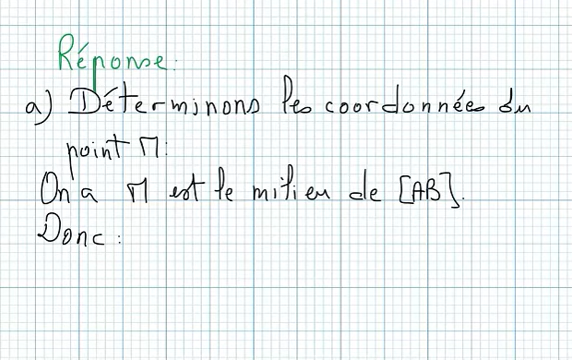 Réponse:
a) Déterminons les coordonnées du
point M:
On a M est le milieu de [AB].
Donc: